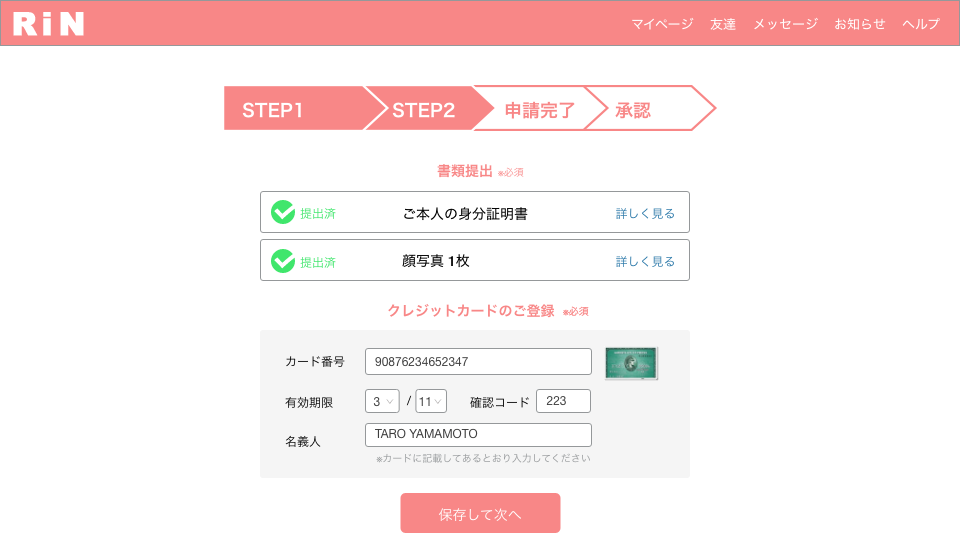 RiN
マイページ 友達 メッセージ お知らせ ヘルプ
STEP1 STEP2 申請完了 承認
書類提出 ※必須
提出済 ご本人の身分証明書 詳しく見る
提出済 顔写真 1枚 詳しく見る
クレジットカードのご登録 ※必須
カード番号 90876234652347
有効期限 3 / 11 確認コード 223
名義人 TARO YAMAMOTO
※カードに記載してあるとおり入力してください
保存して次へ